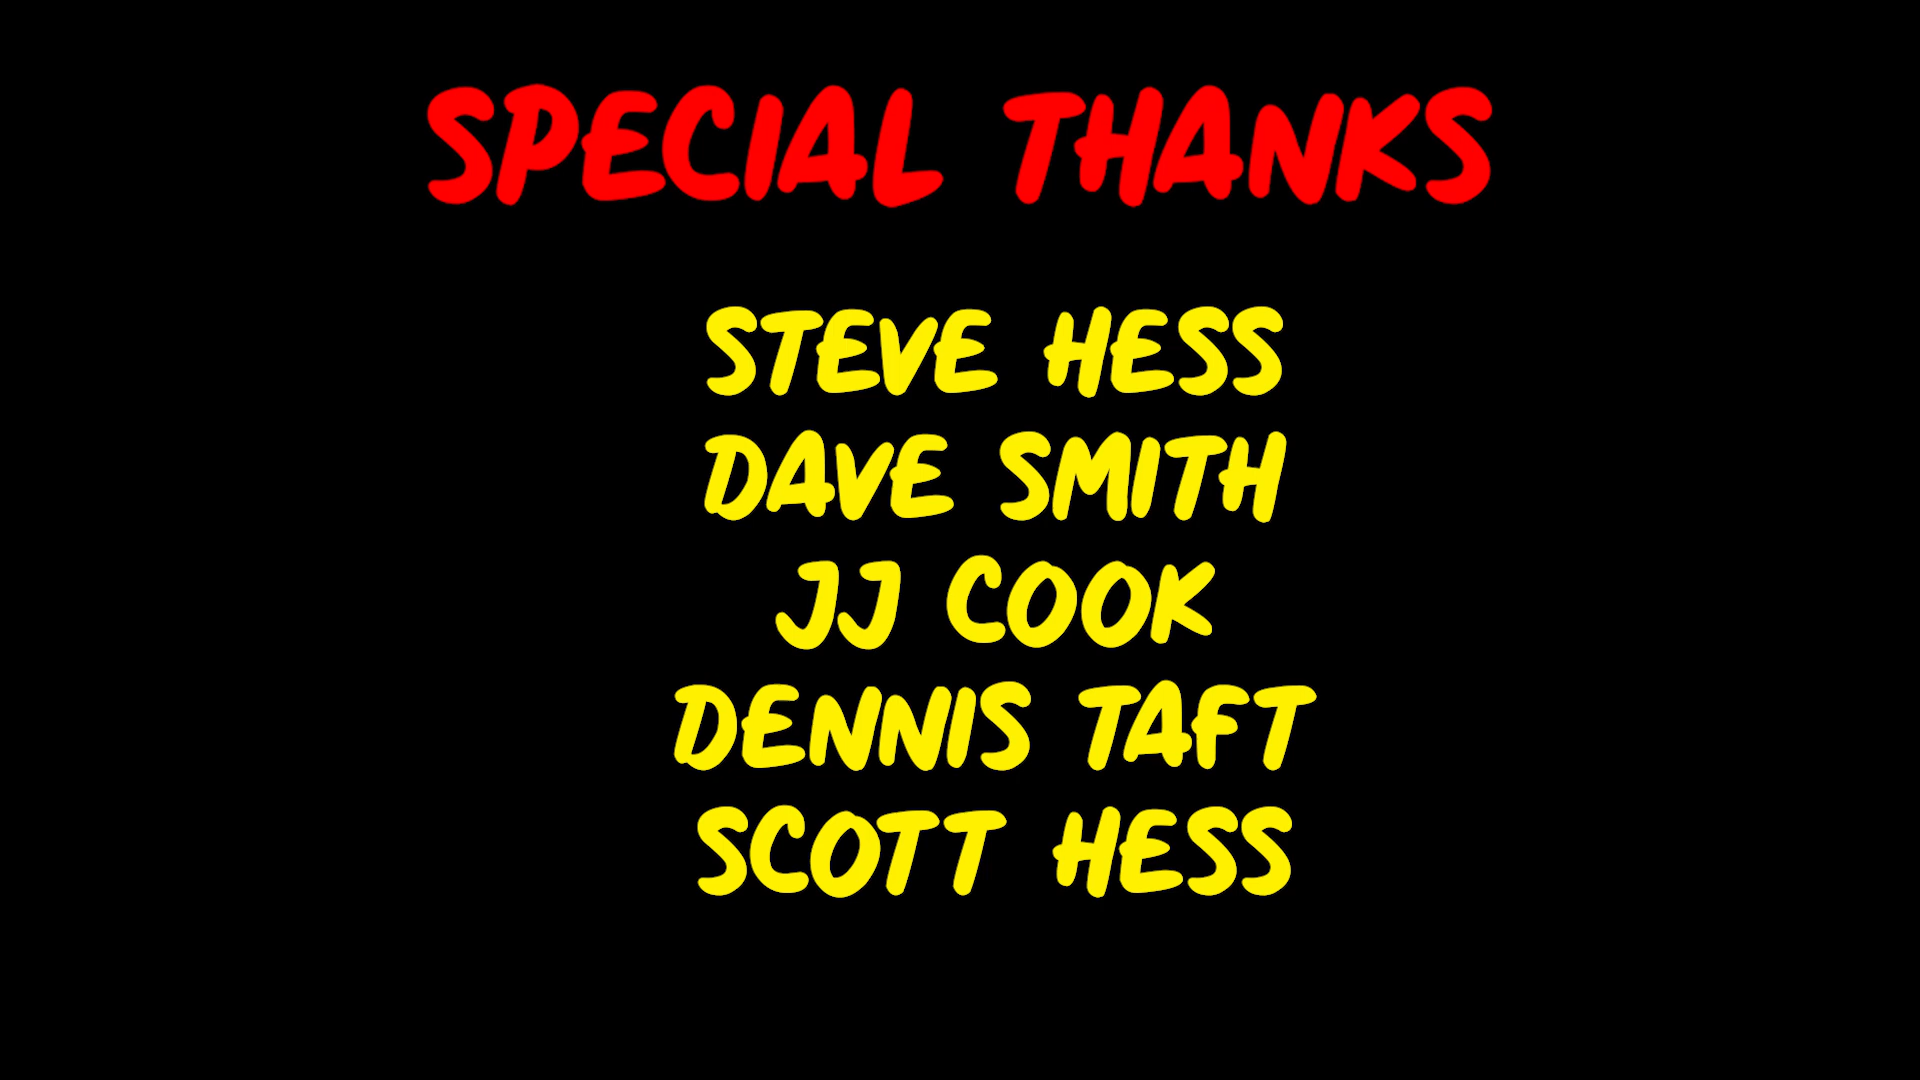 SPECIAL THANKS
STEVE HESS
DAVE SMITH
JJ COOK
DENNIS TAFT
SCOTT HESS